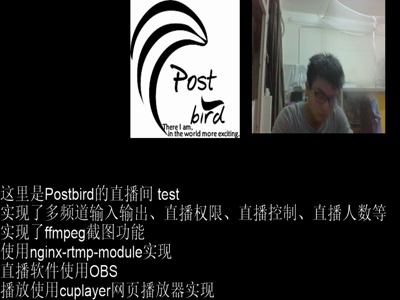 Post
bird
There I am,
in the world more exciting.
这里是Postbird的直播间 test
实现了多频道输入输出、直播权限、直播控制、直播人数等
实现了ffmpeg截图功能
使用nginx-rtmp-module实现
直播软件使用OBS
播放使用cuplayer网页播放器实现